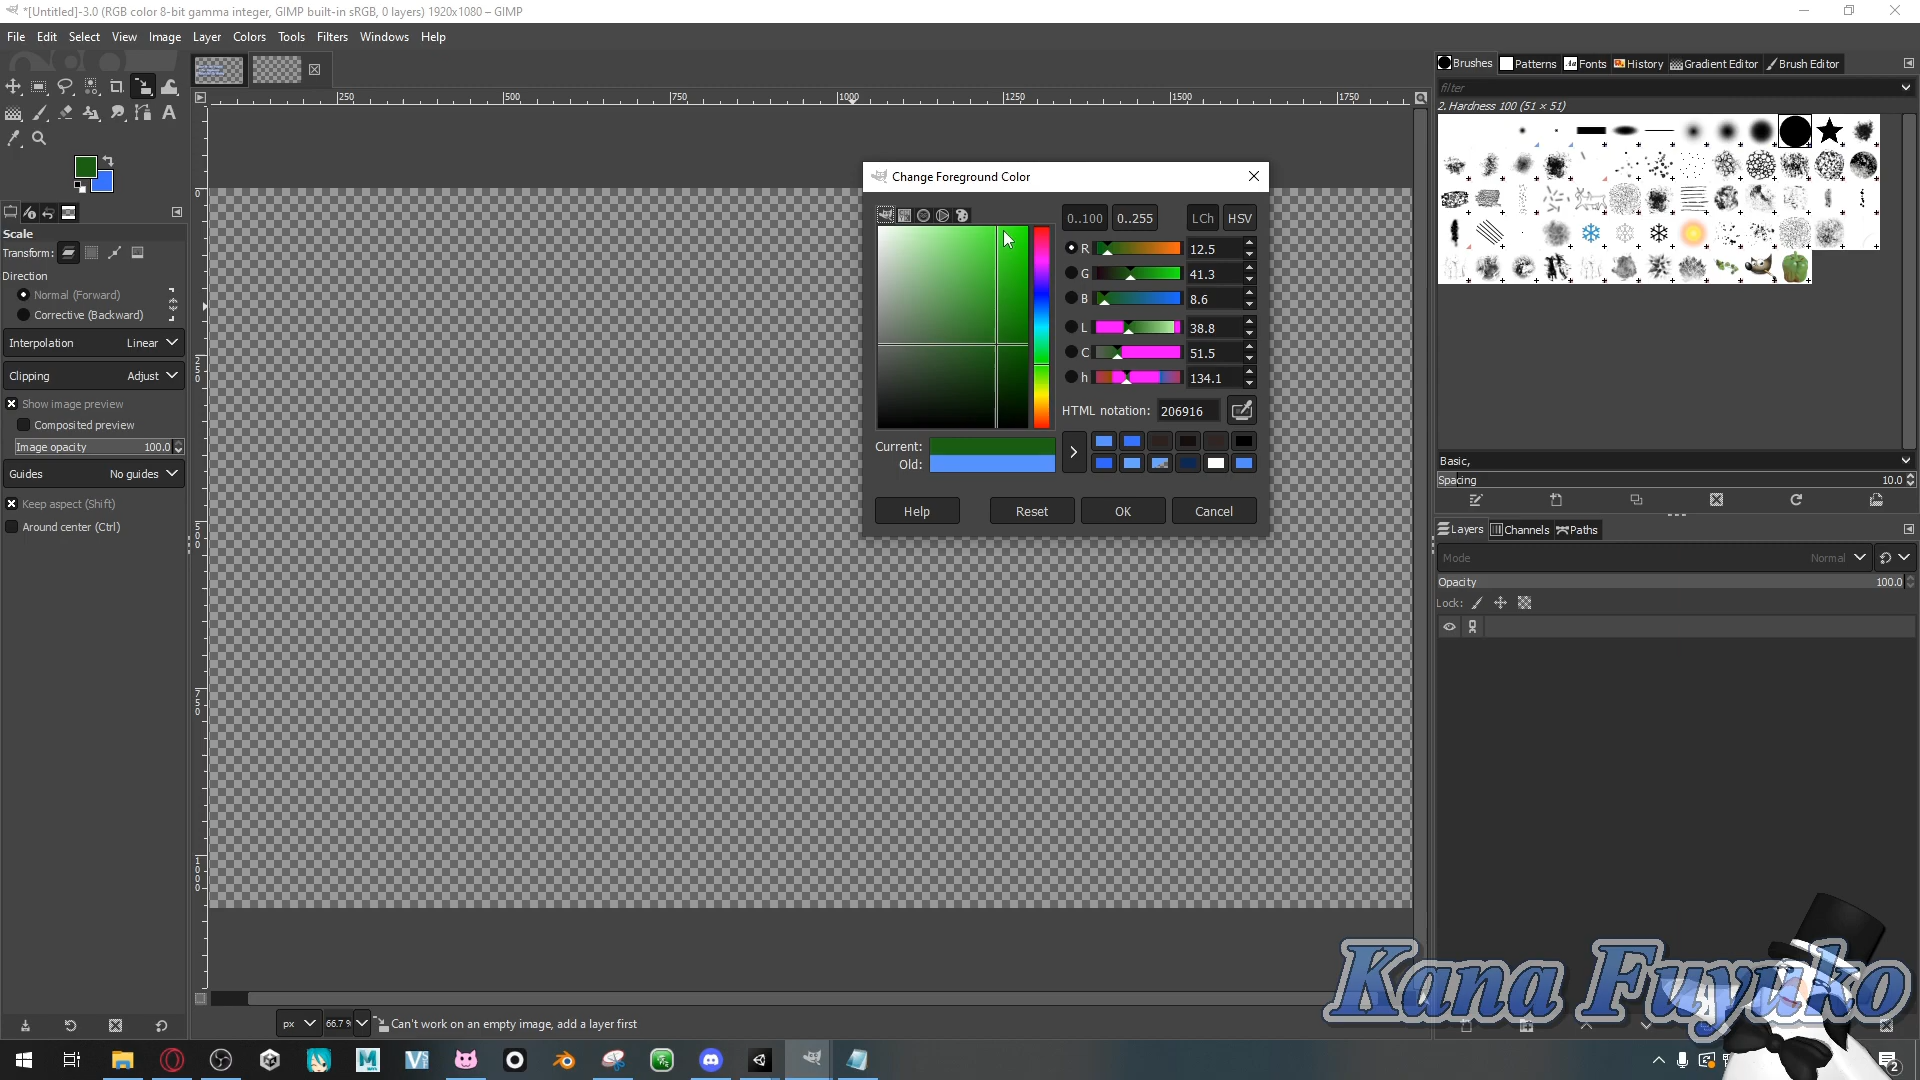 *[Untitled]-3.0 (RGB color 8-bit gamma integer, GIMP built-in sRGB, 0 layers) 1920x1080 – GIMP
File Edit Select View Image Layer Colors Tools Filters Windows Help
Brushes Patterns Fonts History Gradient Editor Brush Editor
filter
2. Hardness 100 (51 × 51)
250 500 750 1000 1250 1500 1750
Scale
Transform:
Direction
Normal (Forward)
Corrective (Backward)
Interpolation Linear
Clipping Adjust
Show image preview
Composited preview
Image opacity 100.0
Guides No guides
Keep aspect (Shift)
Around center (Ctrl)
0
250
500
750
1000
Change Foreground Color
0..100 0..255 LCh HSV
R 12.5
G 41.3
B 8.6
L 38.8
C 51.5
h 134.1
HTML notation: 206916
Current:
Old:
Help Reset OK Cancel
Basic,
Spacing 10.0
Layers Channels Paths
Mode Normal
Opacity 100.0
Lock:
px 66.7 % Can't work on an empty image, add a layer first
Kana Fuyuko
2